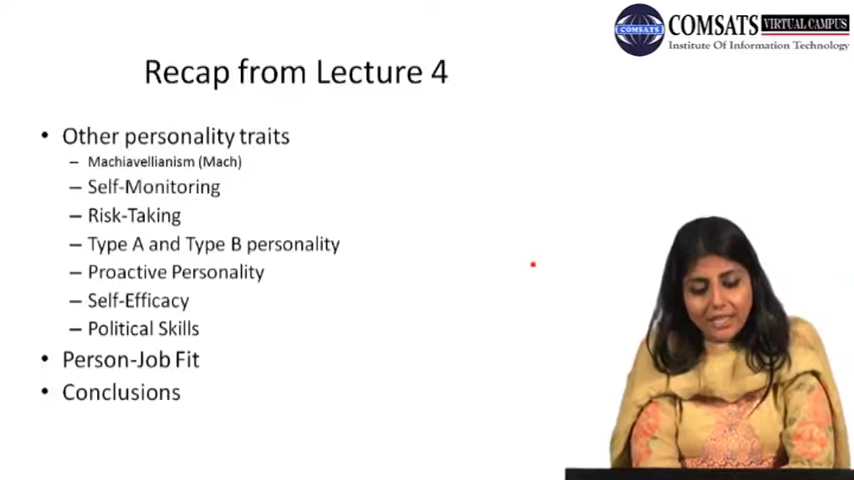 COMSATS VIRTUAL CAMPUS
COMSATS
Institute Of Information Technology
Recap from Lecture 4
• Other personality traits
– Machiavellianism (Mach)
– Self-Monitoring
– Risk-Taking
– Type A and Type B personality
– Proactive Personality
– Self-Efficacy
– Political Skills
• Person-Job Fit
• Conclusions